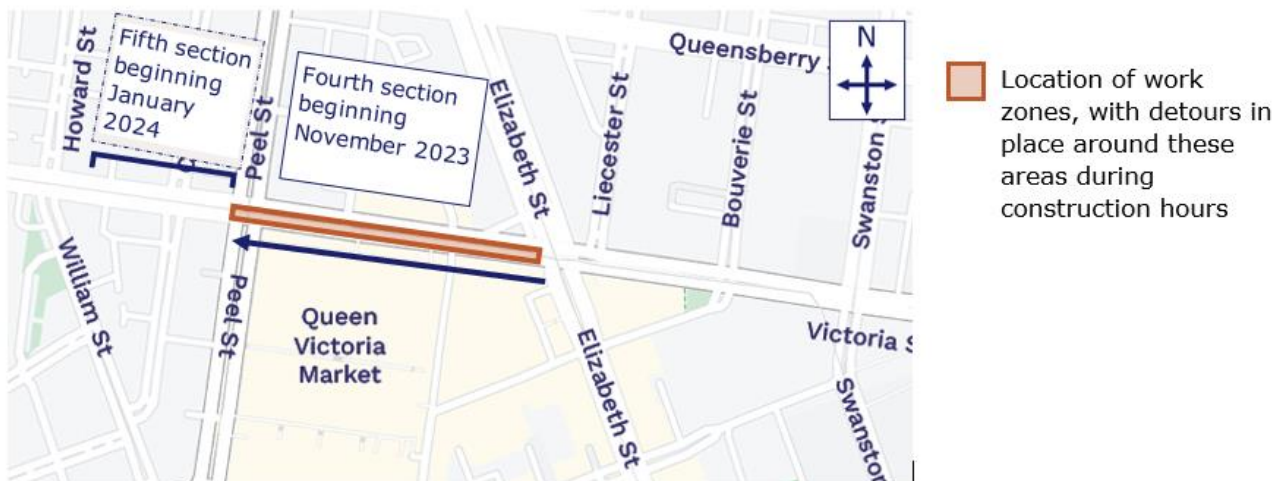 Howard St
Fifth section
beginning
January
2024
Peel St
Fourth section
beginning
November 2023
Elizabeth St
Liecester St
Queensberry
Bouverie St
N
Swanston S
Location of work
zones, with detours in
place around these
areas during
construction hours
William St
Peel St
Queen
Victoria
Market
Elizabeth St
Victoria S
Swanston